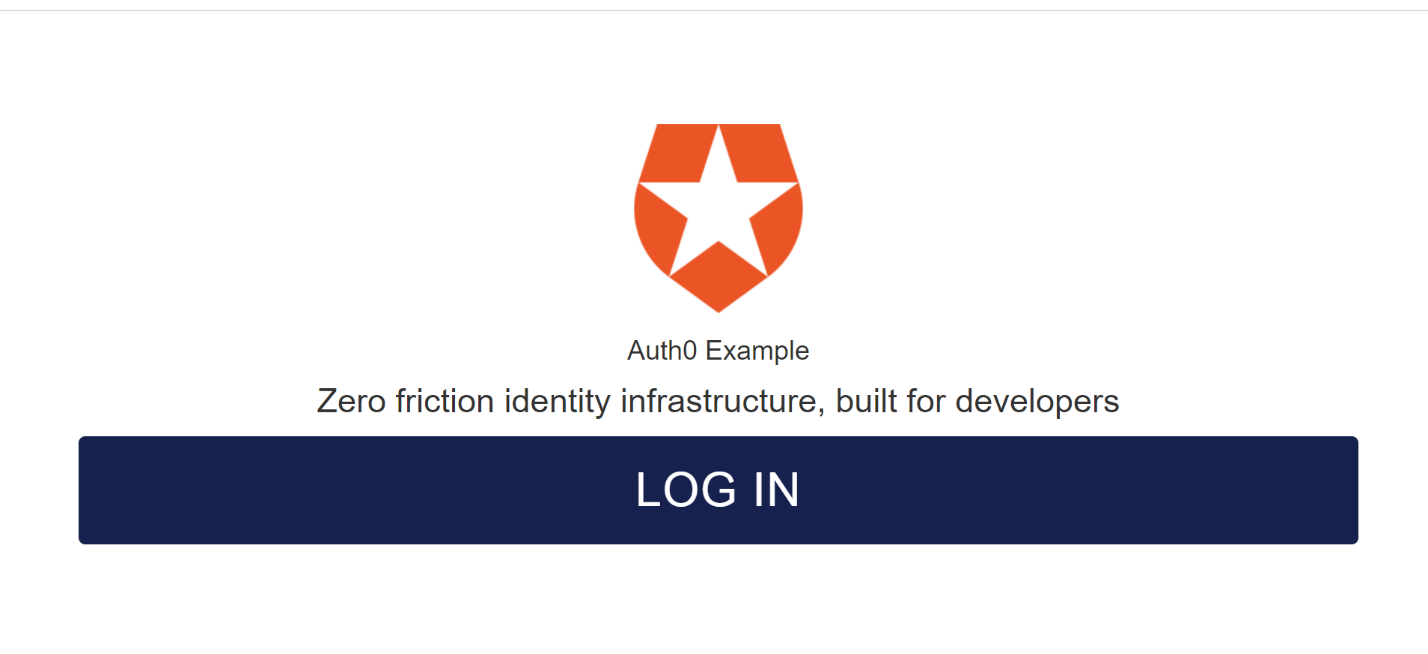 Auth0 Example
Zero friction identity infrastructure, built for developers
LOG IN